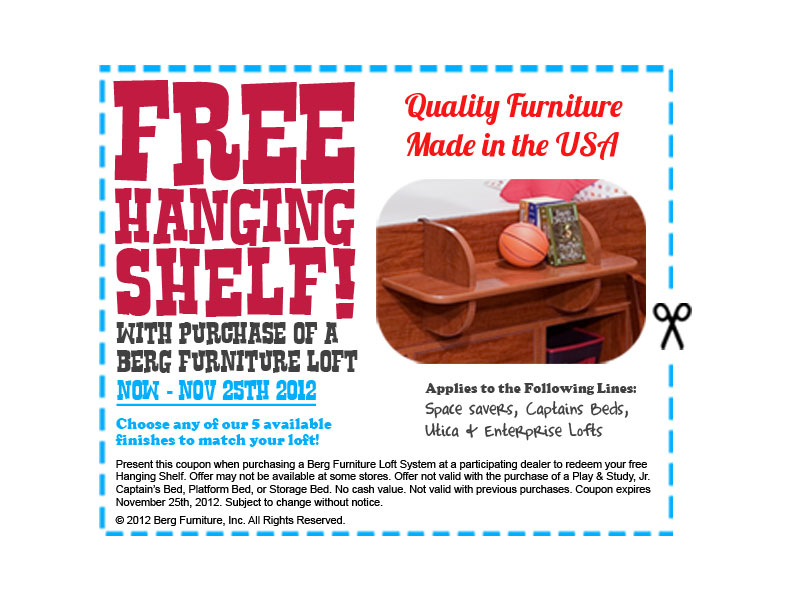 FREE
HANGING
SHELF!
WITH PURCHASE OF A
BERG FURNITURE LOFT
NOW - NOV 25TH 2012
Choose any of our 5 available
finishes to match your loft!
Quality Furniture
Made in the USA
Applies to the Following Lines:
Space savers, Captains Beds,
Utica & Enterprise Lofts
Present this coupon when purchasing a Berg Furniture Loft System at a participating dealer to redeem your free
Hanging Shelf. Offer may not be available at some stores. Offer not valid with the purchase of a Play & Study, Jr.
Captain's Bed, Platform Bed, or Storage Bed. No cash value. Not valid with previous purchases. Coupon expires
November 25th, 2012. Subject to change without notice.
© 2012 Berg Furniture, Inc. All Rights Reserved.